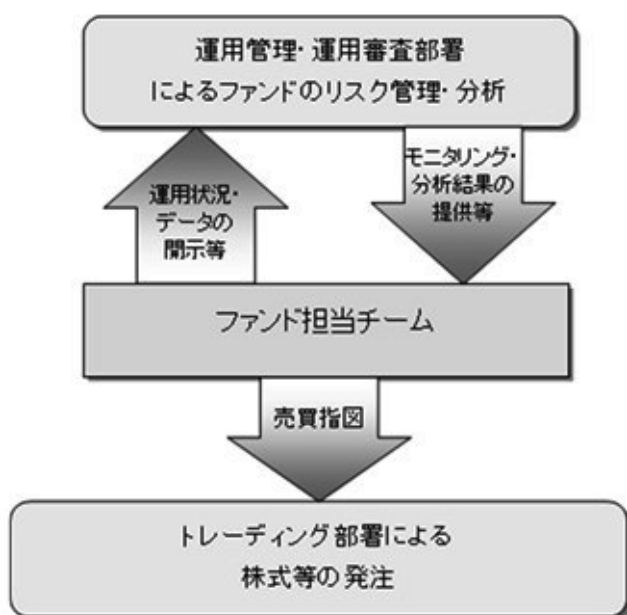 運用管理・運用審査部署
によるファンドのリスク管理・分析
運用状況・
データの
開示等
モニタリング・
分析結果の
提供等
ファンド担当チーム
売買指図
トレーディング部署による
株式等の発注